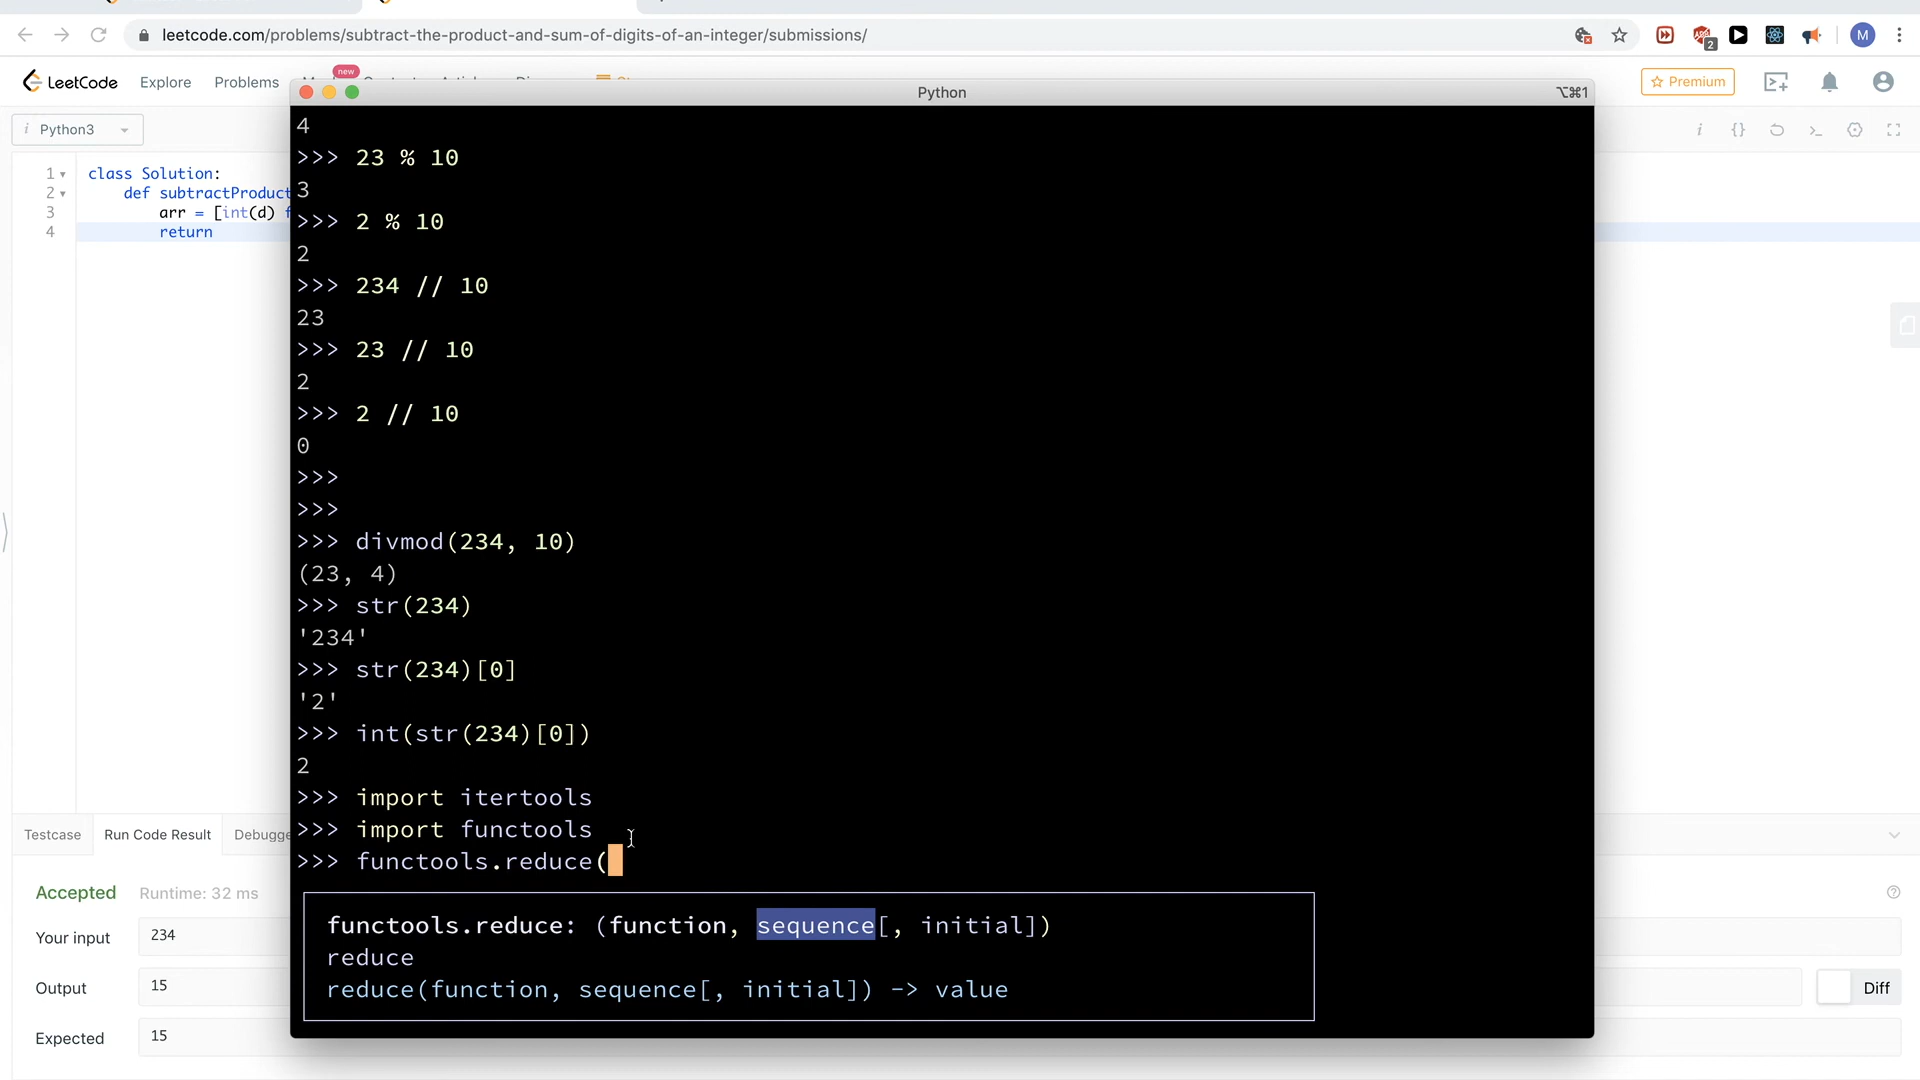 leetcode.com/problems/subtract-the-product-and-sum-of-digits-of-an-integer/submissions/
2
M
LeetCode
Explore
Problems
new
Premium
Python
⌥⌘1
i Python3
1
2
3
4
class Solution:
def subtractProduct
arr = [int(d) f
return
4
>>> 23 % 10
3
>>> 2 % 10
2
>>> 234 // 10
23
>>> 23 // 10
2
>>> 2 // 10
0
>>>
>>>
>>> divmod(234, 10)
(23, 4)
>>> str(234)
'234'
>>> str(234)[0]
'2'
>>> int(str(234)[0])
2
>>> import itertools
>>> import functools
>>> functools.reduce(
functools.reduce: (function, sequence[, initial])
reduce
reduce(function, sequence[, initial]) -> value
Testcase
Run Code Result
Debugge
Accepted
Runtime: 32 ms
Your input
234
Output
15
Diff
Expected
15